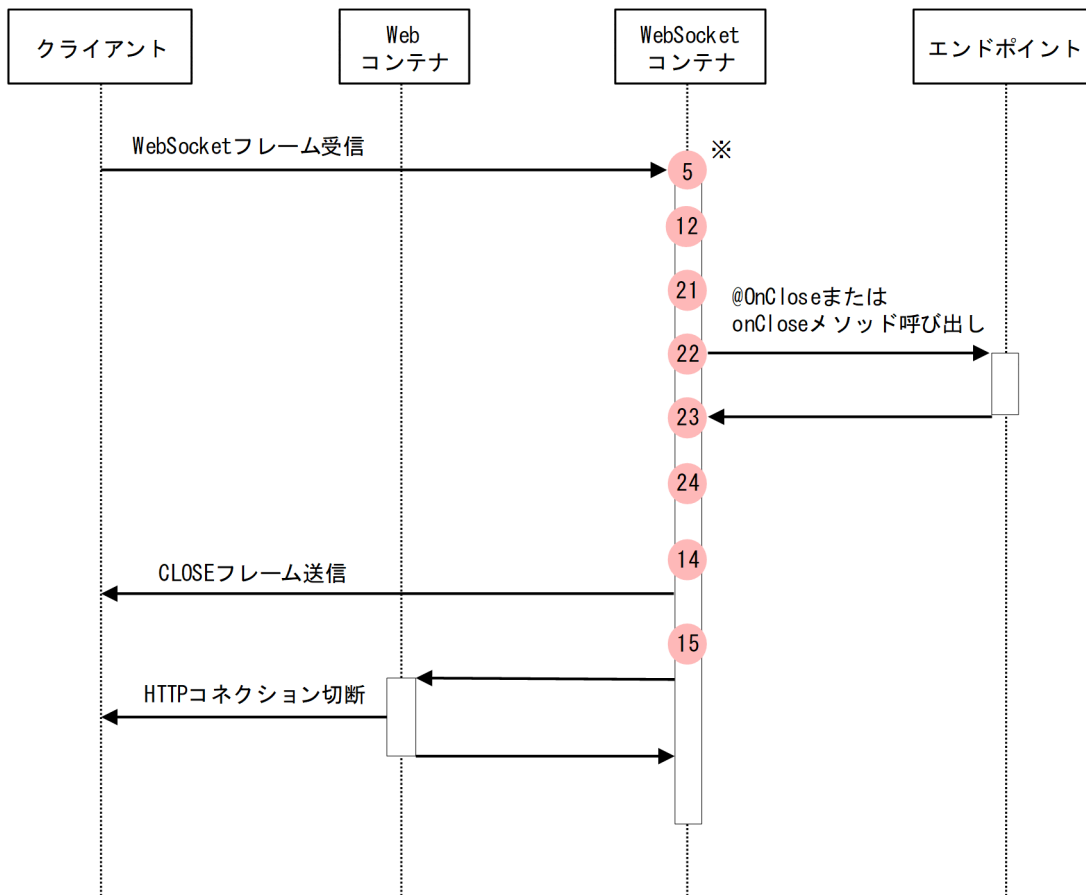 クライアント
Web
コンテナ
WebSocket
コンテナ
エンドポイント
WebSocketフレーム受信
※
5
12
21
@OnCloseまたは
onCloseメソッド呼び出し
22
23
24
14
CLOSEフレーム送信
15
HTTPコネクション切断